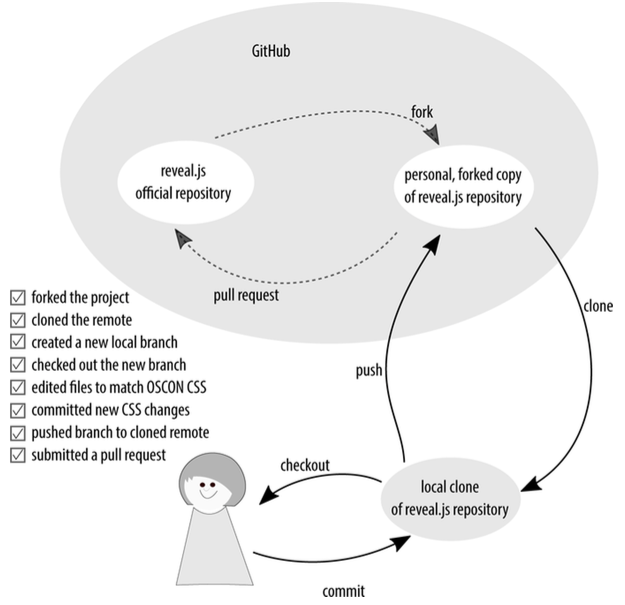 GitHub
fork
reveal.js
official repository
personal, forked copy
of reveal.js repository
pull request
clone
push
forked the project
cloned the remote
created a new local branch
checked out the new branch
edited files to match OSCON CSS
committed new CSS changes
pushed branch to cloned remote
submitted a pull request
checkout
local clone
of reveal.js repository
commit